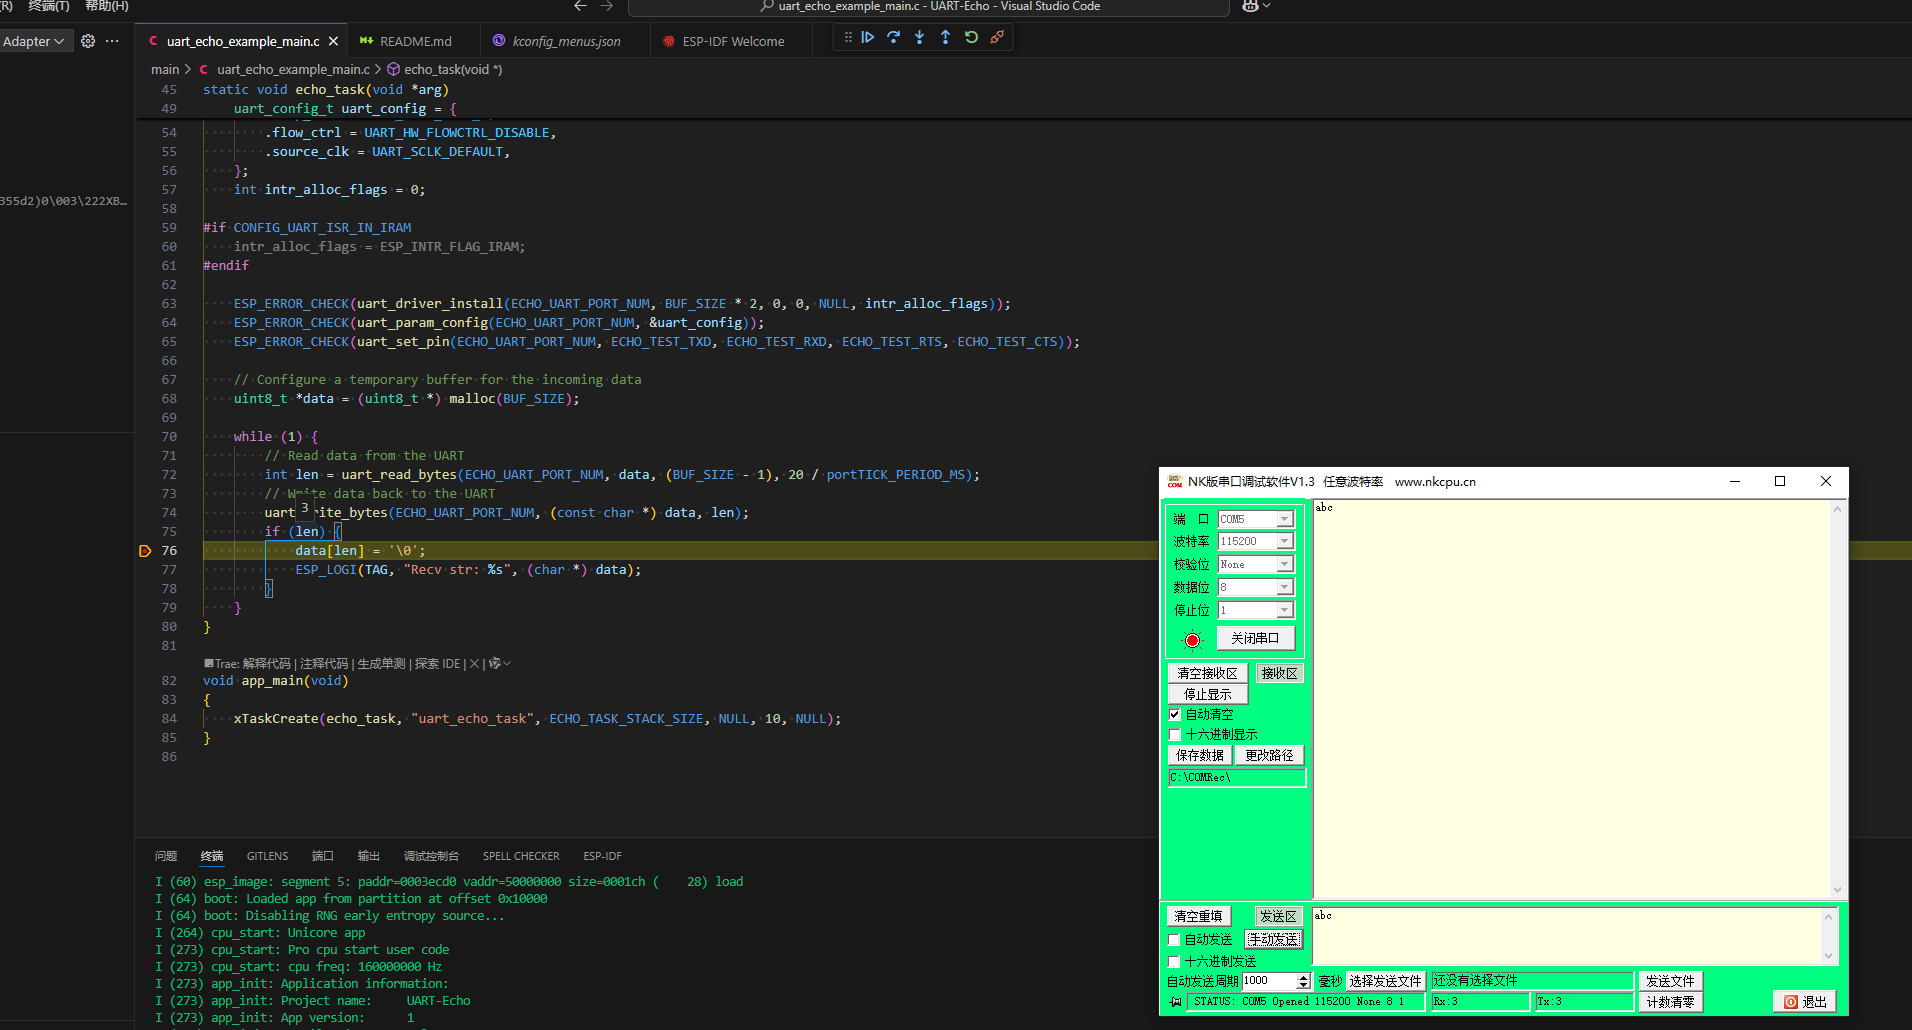 (R) 终端(T) 帮助(H)
uart_echo_example_main.c - UART-Echo - Visual Studio Code
Adapter
uart_echo_example_main.c
README.md
kconfig_menus.json
ESP-IDF Welcome
main > uart_echo_example_main.c > echo_task(void *)
355d2)0\003\222XB…
45 static void echo_task(void *arg)
49 uart_config_t uart_config = {
54 .flow_ctrl = UART_HW_FLOWCTRL_DISABLE,
55 .source_clk = UART_SCLK_DEFAULT,
56 };
57 int intr_alloc_flags = 0;
58
59 #if CONFIG_UART_ISR_IN_IRAM
60 intr_alloc_flags = ESP_INTR_FLAG_IRAM;
61 #endif
62
63 ESP_ERROR_CHECK(uart_driver_install(ECHO_UART_PORT_NUM, BUF_SIZE * 2, 0, 0, NULL, intr_alloc_flags));
64 ESP_ERROR_CHECK(uart_param_config(ECHO_UART_PORT_NUM, &uart_config));
65 ESP_ERROR_CHECK(uart_set_pin(ECHO_UART_PORT_NUM, ECHO_TEST_TXD, ECHO_TEST_RXD, ECHO_TEST_RTS, ECHO_TEST_CTS));
66
67 // Configure a temporary buffer for the incoming data
68 uint8_t *data = (uint8_t *) malloc(BUF_SIZE);
69
70 while (1) {
71 // Read data from the UART
72 int len = uart_read_bytes(ECHO_UART_PORT_NUM, data, (BUF_SIZE - 1), 20 / portTICK_PERIOD_MS);
73 // Write data back to the UART
3
74 uart_write_bytes(ECHO_UART_PORT_NUM, (const char *) data, len);
75 if (len) {
76 data[len] = '\0';
77 ESP_LOGI(TAG, "Recv str: %s", (char *) data);
78 }
79 }
80 }
81
Trae: 解释代码 | 注释代码 | 生成单测 | 探索 IDE | X |
82 void app_main(void)
83 {
84 xTaskCreate(echo_task, "uart_echo_task", ECHO_TASK_STACK_SIZE, NULL, 10, NULL);
85 }
86
问题 终端 GITLENS 端口 输出 调试控制台 SPELL CHECKER ESP-IDF
I (60) esp_image: segment 5: paddr=0003ecd0 vaddr=50000000 size=0001ch ( 28) load
I (64) boot: Loaded app from partition at offset 0x10000
I (64) boot: Disabling RNG early entropy source...
I (264) cpu_start: Unicore app
I (273) cpu_start: Pro cpu start user code
I (273) cpu_start: cpu freq: 160000000 Hz
I (273) app_init: Application information:
I (273) app_init: Project name: UART-Echo
I (273) app_init: App version: 1
NK版串口调试软件V1.3 任意波特率 www.nkcpu.cn
端 口 COM5
波特率 115200
校验位 None
数据位 8
停止位 1
关闭串口
清空接收区 接收区
停止显示
自动清空
十六进制显示
保存数据 更改路径
C:\COMRec\
abc
清空重填 发送区
自动发送 手动发送
十六进制发送
abc
自动发送周期 1000 毫秒 选择发送文件 还没有选择文件 发送文件
STATUS: COM5 Opened 115200 None 8 1 Rx:3 Tx:3 计数清零 退出